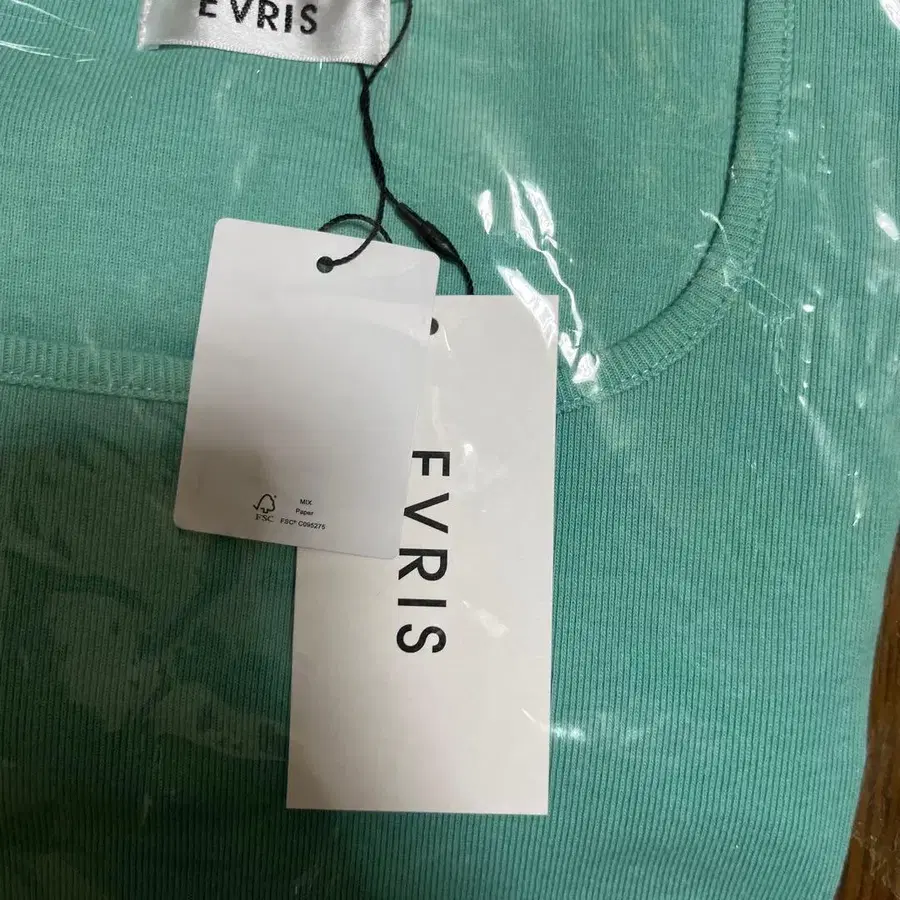 EVRIS
MIX
Paper
FSC
FSC® C095275
EVRIS